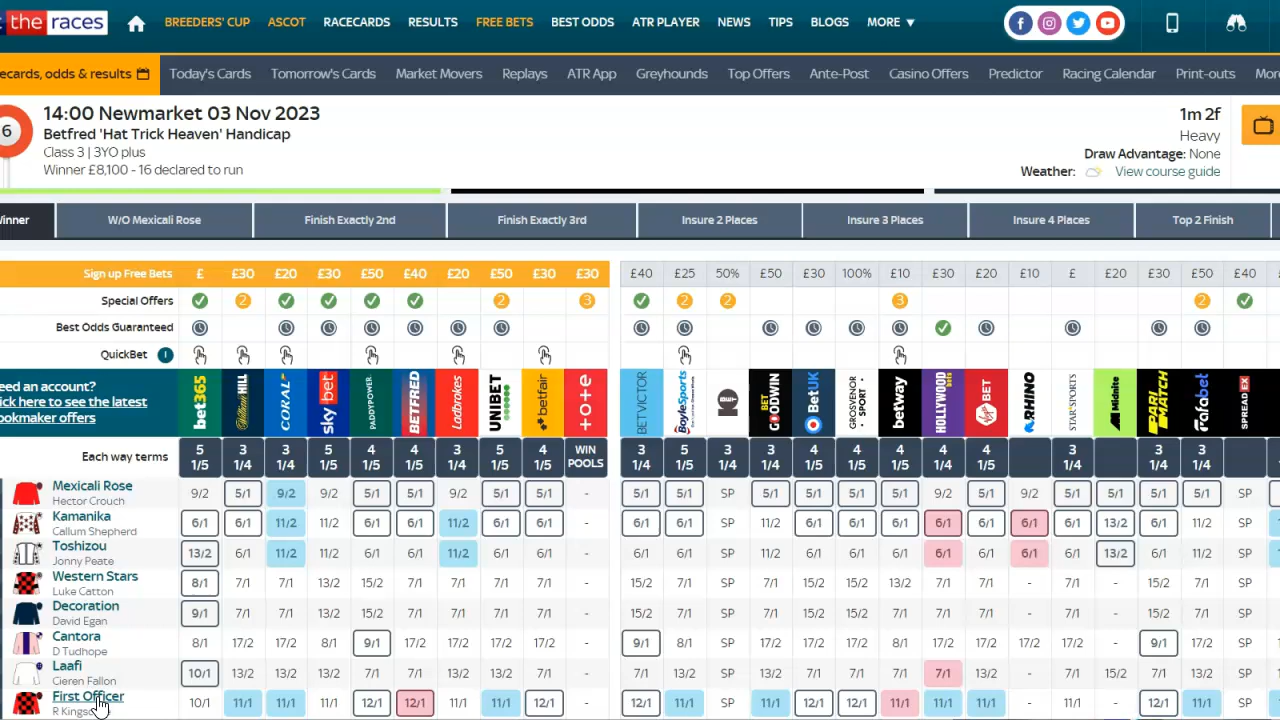 the races BREEDERS' CUP ASCOT RACECARDS RESULTS FREE BETS BEST ODDS ATR PLAYER NEWS TIPS BLOGS MORE ▼
ecards, odds & results Today's Cards Tomorrow's Cards Market Movers Replays ATR App Greyhounds Top Offers Ante-Post Casino Offers Predictor Racing Calendar Print-outs Mor
6
14:00 Newmarket 03 Nov 2023 1m 2f
Betfred 'Hat Trick Heaven' Handicap Heavy
Class 3 | 3YO plus Draw Advantage: None
Winner £8,100 - 16 declared to run Weather: View course guide
inner W/O Mexicali Rose Finish Exactly 2nd Finish Exactly 3rd Insure 2 Places Insure 3 Places Insure 4 Places Top 2 Finish
Sign up Free Bets £ £30 £20 £30 £50 £40 £20 £50 £30 £30 £40 £25 50% £50 £30 100% £10 £30 £20 £10 £ £20 £30 £50 £40
Special Offers 2 2 3 2 2 3 2
Best Odds Guaranteed
QuickBet I
eed an account?
ick here to see the latest
ookmaker offers
bet365 William HILL CORAL sky bet PADDYPOWER. BETFRED Ladbrokes UNIBET betfair tote BETVICTOR BoyleSports BET GOODWIN BetUK GROSVENOR SPORT betway HOLLYWOOD bets Virgin BET RHINO STARSPORTS Midnite PARIMATCH fafabet SPREADEX
Each way terms 5 3 3 5 4 4 3 5 4 WIN 3 5 3 3 4 4 4 4 4 3 3 3 3
1/5 1/4 1/4 1/5 1/5 1/5 1/4 1/5 1/5 POOLS 1/4 1/5 1/4 1/4 1/5 1/5 1/5 1/4 1/5 1/4 1/4 1/4 1/4
Mexicali Rose 9/2 5/1 9/2 9/2 5/1 5/1 9/2 5/1 5/1 - 5/1 5/1 SP 5/1 5/1 5/1 5/1 9/2 5/1 9/2 5/1 5/1 5/1 5/1 SP
Hector Crouch
Kamanika 6/1 6/1 11/2 11/2 6/1 6/1 11/2 6/1 6/1 - 6/1 6/1 SP 11/2 6/1 6/1 6/1 6/1 6/1 6/1 6/1 13/2 6/1 11/2 SP
Callum Shepherd
Toshizou 13/2 6/1 11/2 11/2 6/1 6/1 11/2 6/1 6/1 - 6/1 6/1 SP 11/2 6/1 6/1 6/1 6/1 6/1 6/1 6/1 13/2 6/1 11/2 SP
Jonny Peate
Western Stars 8/1 7/1 7/1 13/2 15/2 7/1 7/1 7/1 7/1 - 15/2 7/1 SP 7/1 15/2 15/2 13/2 7/1 7/1 - 7/1 - 15/2 7/1 SP
Luke Catton
Decoration 9/1 7/1 7/1 13/2 15/2 7/1 7/1 7/1 7/1 - 15/2 7/1 SP 7/1 15/2 15/2 7/1 7/1 7/1 - 7/1 - 15/2 7/1 SP
David Egan
Cantora 8/1 17/2 17/2 8/1 9/1 17/2 17/2 17/2 17/2 - 9/1 8/1 SP 17/2 17/2 17/2 8/1 17/2 17/2 17/2 17/2 - 9/1 17/2 SP
D Tudhope
Laafi 10/1 13/2 13/2 13/2 7/1 7/1 13/2 13/2 7/1 - 7/1 13/2 SP 7/1 7/1 7/1 7/1 7/1 13/2 - 7/1 15/2 7/1 13/2 SP
Cieren Fallon
First Officer 10/1 11/1 11/1 11/1 12/1 12/1 11/1 11/1 12/1 - 12/1 11/1 SP 11/1 12/1 12/1 11/1 11/1 11/1 - 11/1 - 12/1 11/1 SP
R Kings